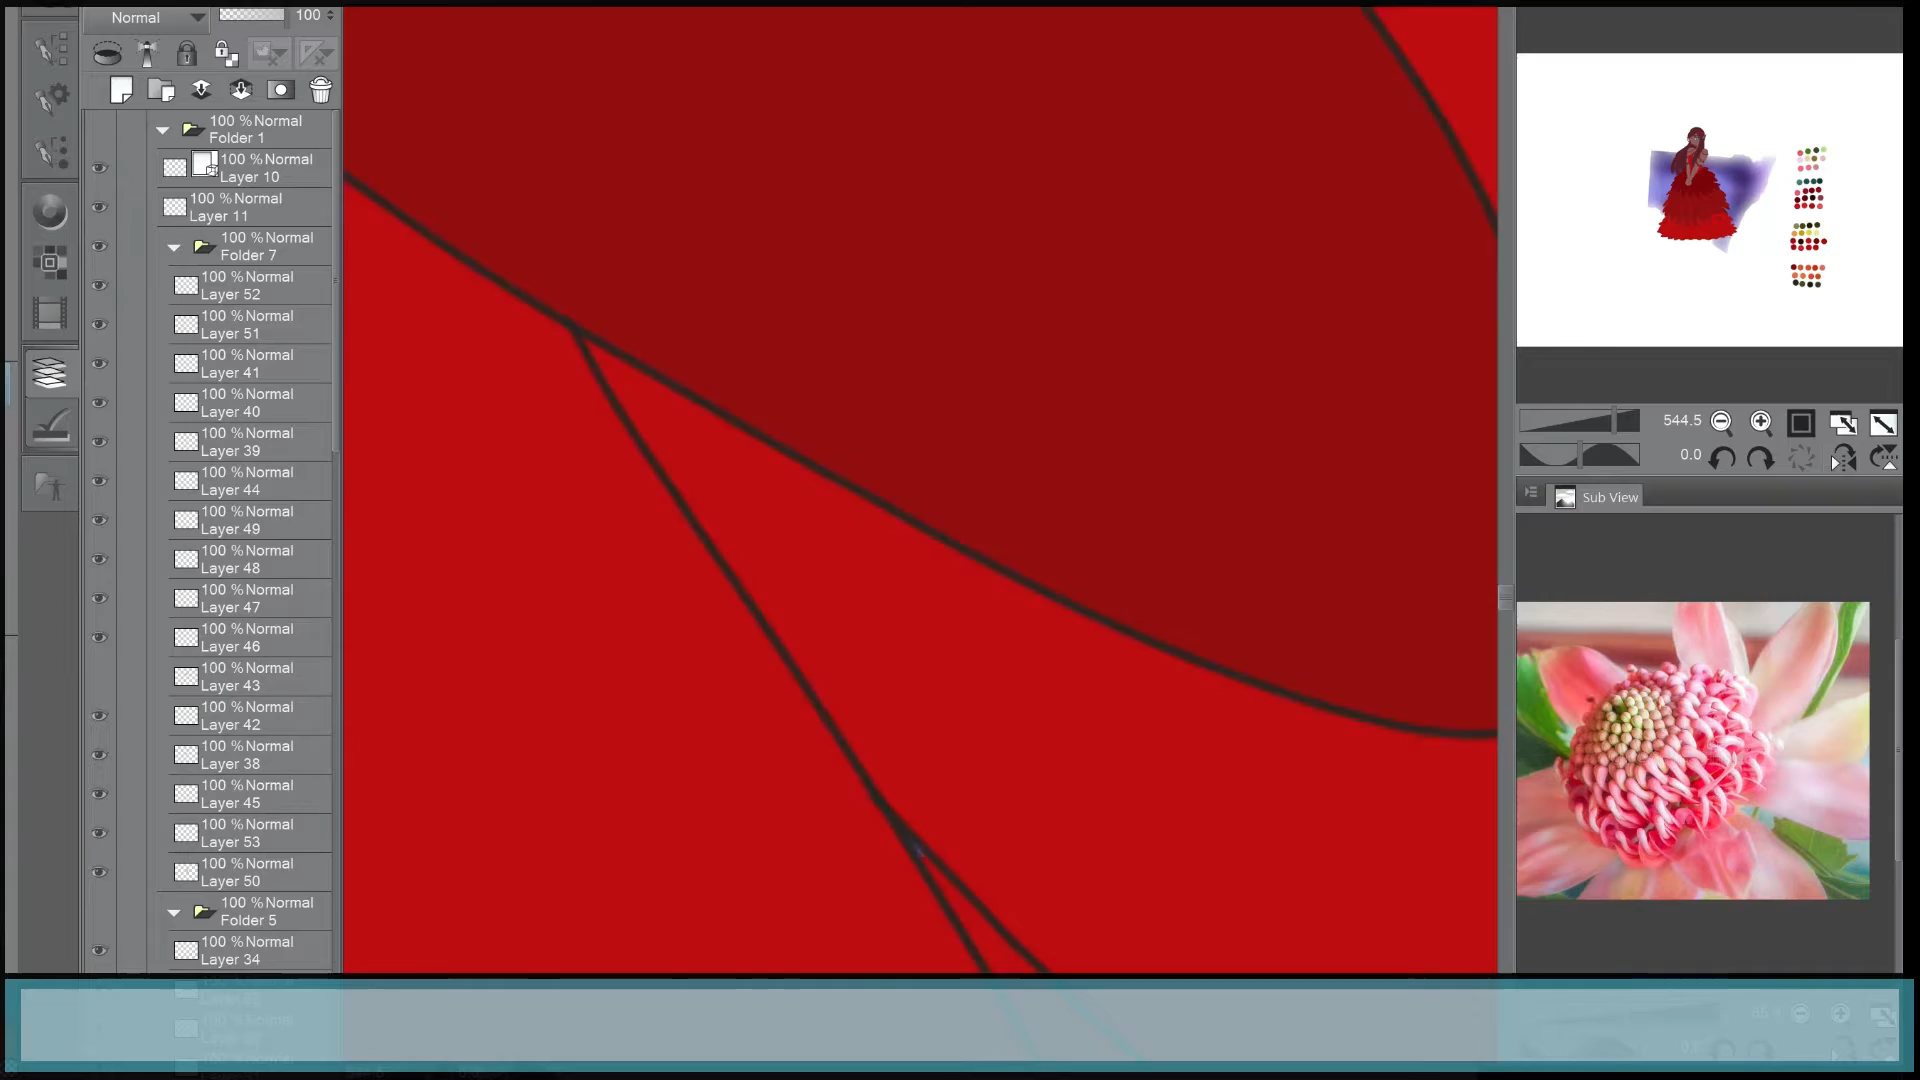 Normal
100
100 %Normal
Folder 1
100 %Normal
Layer 10
100 %Normal
Layer 11
100 %Normal
Folder 7
100 %Normal
Layer 52
100 %Normal
Layer 51
100 %Normal
Layer 41
100 %Normal
Layer 40
100 %Normal
Layer 39
100 %Normal
Layer 44
100 %Normal
Layer 49
100 %Normal
Layer 48
100 %Normal
Layer 47
100 %Normal
Layer 46
100 %Normal
Layer 43
100 %Normal
Layer 42
100 %Normal
Layer 38
100 %Normal
Layer 45
100 %Normal
Layer 53
100 %Normal
Layer 50
100 %Normal
Folder 5
100 %Normal
Layer 34
544.5
0.0
Sub View